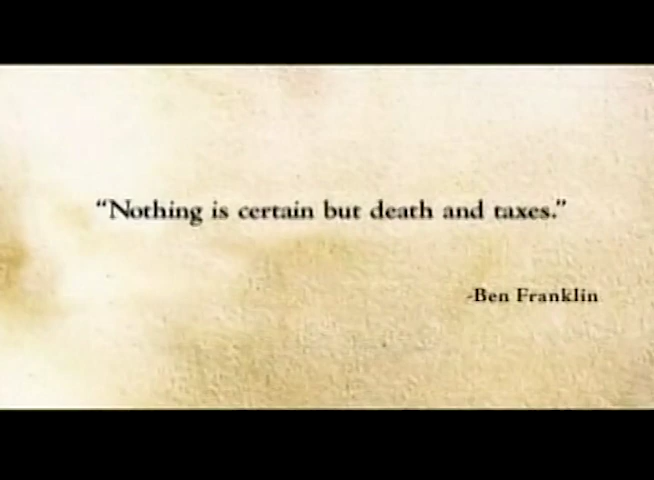 “Nothing is certain but death and taxes.”
-Ben Franklin